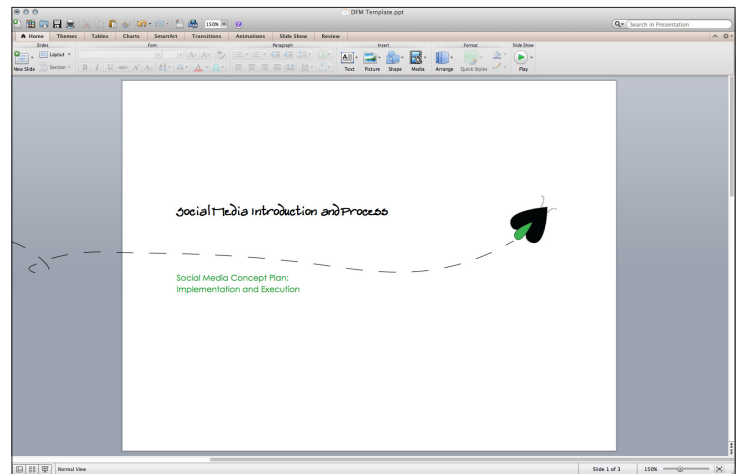 DFM Template.ppt
150%
Search in Presentation
Home Themes Tables Charts SmartArt Transitions Animations Slide Show Review
Slides Font Paragraph Insert Format Slide Show
Layout
Section
New Slide
B I U
Text Picture Shape Media Arrange Quick Styles Play
Social Media Introduction and Process
Social Media Concept Plan:
Implementation and Execution
Normal View
Slide 1 of 3
150%